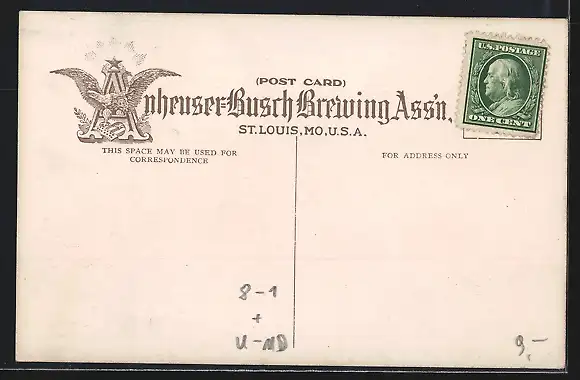 (POST CARD)
Anheuser-Busch Brewing Ass'n.
ST. LOUIS, MO, U.S.A.
THIS SPACE MAY BE USED FOR
CORRESPONDENCE
FOR ADDRESS ONLY
U.S. POSTAGE
ONE CENT
8-1
+
U-ND
9,-